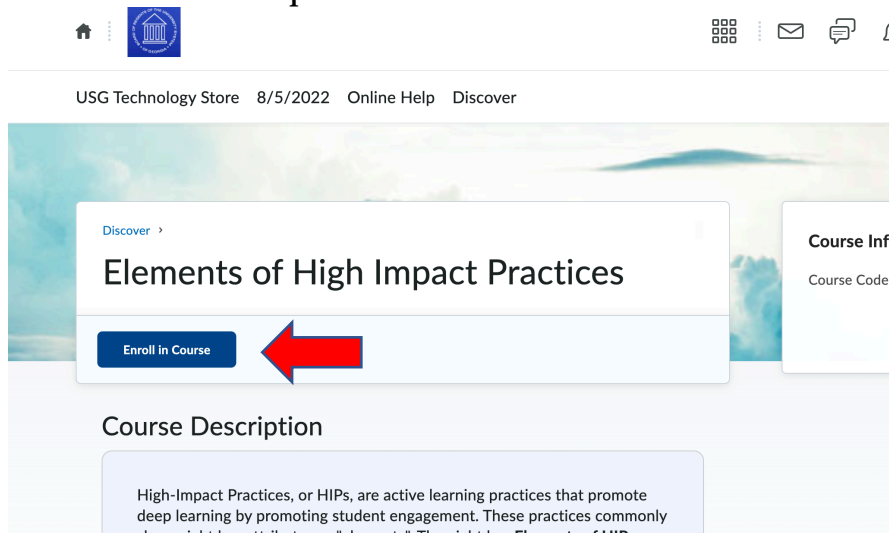 USG Technology Store 8/5/2022 Online Help Discover
Discover ›
Elements of High Impact Practices
Course Inf
Course Code
Enroll in Course
Course Description
High-Impact Practices, or HIPs, are active learning practices that promote
deep learning by promoting student engagement. These practices commonly